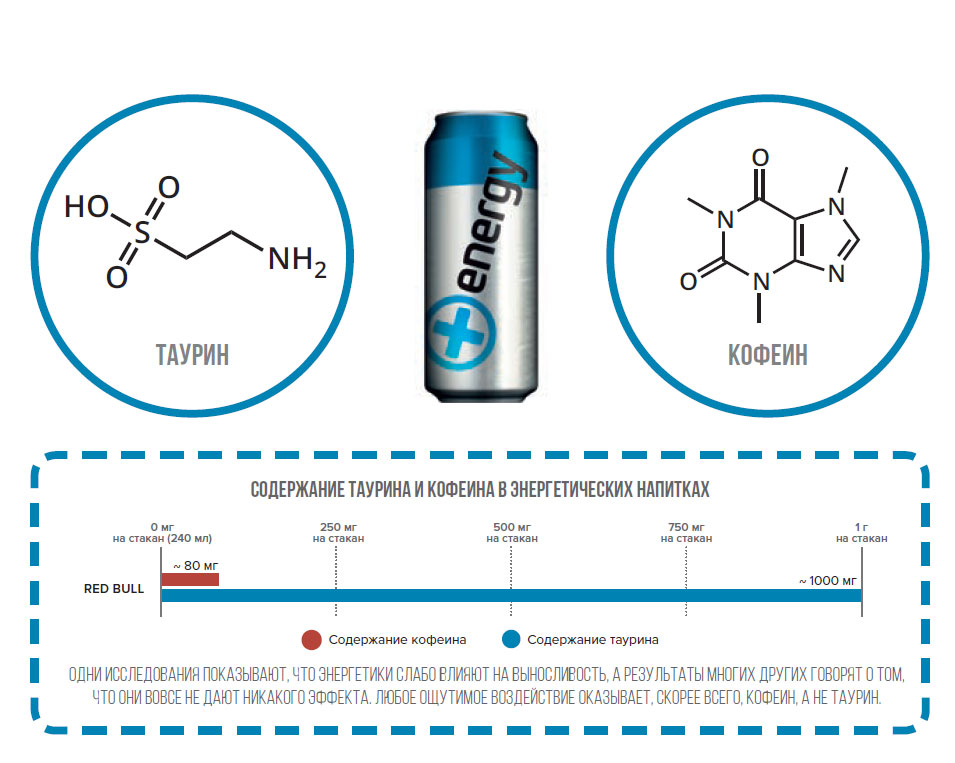 HO
O
S
O
NH2
ТАУРИН
energy
O
N
N
O
N
N
КОФЕИН
СОДЕРЖАНИЕ ТАУРИНА И КОФЕИНА В ЭНЕРГЕТИЧЕСКИХ НАПИТКАХ
0 мг
на стакан (240 мл)
250 мг
на стакан
500 мг
на стакан
750 мг
на стакан
1 г
на стакан
~ 80 мг
~ 1000 мг
RED BULL
Содержание кофеина
Содержание таурина
ОДНИ ИССЛЕДОВАНИЯ ПОКАЗЫВАЮТ, ЧТО ЭНЕРГЕТИКИ СЛАБО ВЛИЯЮТ НА ВЫНОСЛИВОСТЬ, А РЕЗУЛЬТАТЫ МНОГИХ ДРУГИХ ГОВОРЯТ О ТОМ,
ЧТО ОНИ ВОВСЕ НЕ ДАЮТ НИКАКОГО ЭФФЕКТА. ЛЮБОЕ ОЩУТИМОЕ ВОЗДЕЙСТВИЕ ОКАЗЫВАЕТ, СКОРЕЕ ВСЕГО, КОФЕИН, А НЕ ТАУРИН.